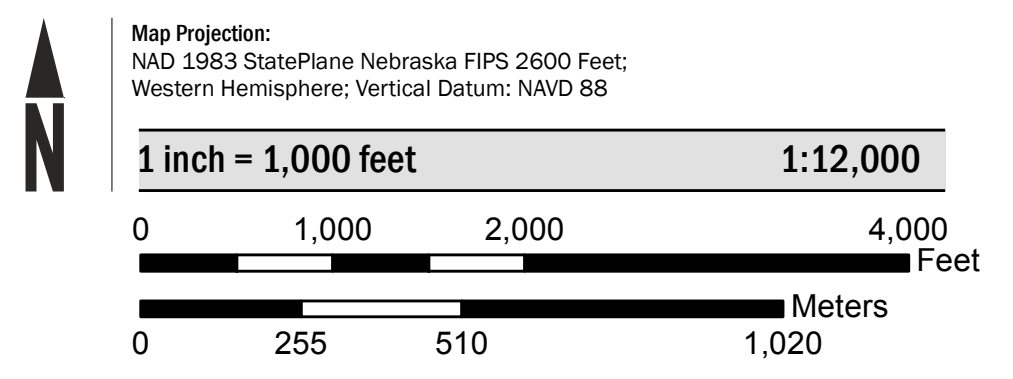 N
Map Projection:
NAD 1983 StatePlane Nebraska FIPS 2600 Feet;
Western Hemisphere; Vertical Datum: NAVD 88
1 inch = 1,000 feet 1:12,000
0 1,000 2,000 4,000
Feet
Meters
0 255 510 1,020